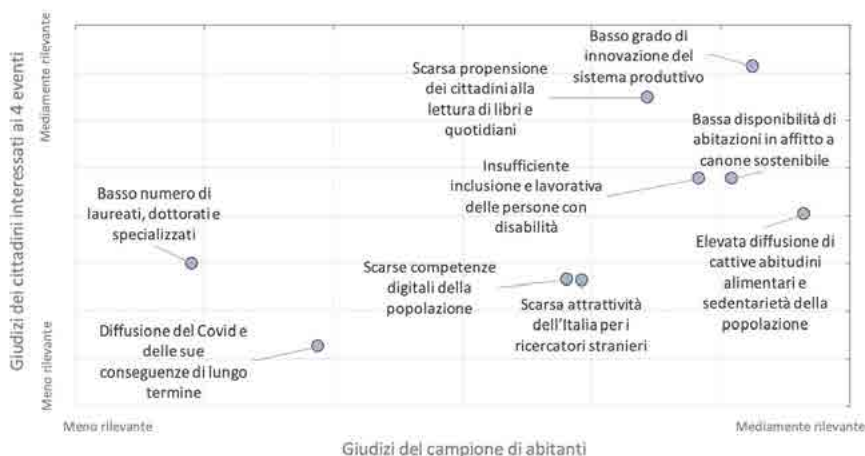 Giudizi dei cittadini interessati ai 4 eventi
Mediamente rilevante
Meno rilevante
Basso grado di
innovazione del
sistema produttivo
Scarsa propensione
dei cittadini alla
lettura di libri e
quotidiani
Bassa disponibilità di
abitazioni in affitto a
canone sostenibile
Insufficiente
inclusione e lavorativa
delle persone con
disabilità
Basso numero di
laureati, dottorati e
specializzati
Elevata diffusione di
cattive abitudini
alimentari e
sedentarietà della
popolazione
Scarse competenze
digitali della
popolazione
Scarsa attrattività
dell'Italia per i
ricercatori stranieri
Diffusione del Covid e
delle sue
conseguenze di lungo
termine
Meno rilevante
Mediamente rilevante
Giudizi del campione di abitanti